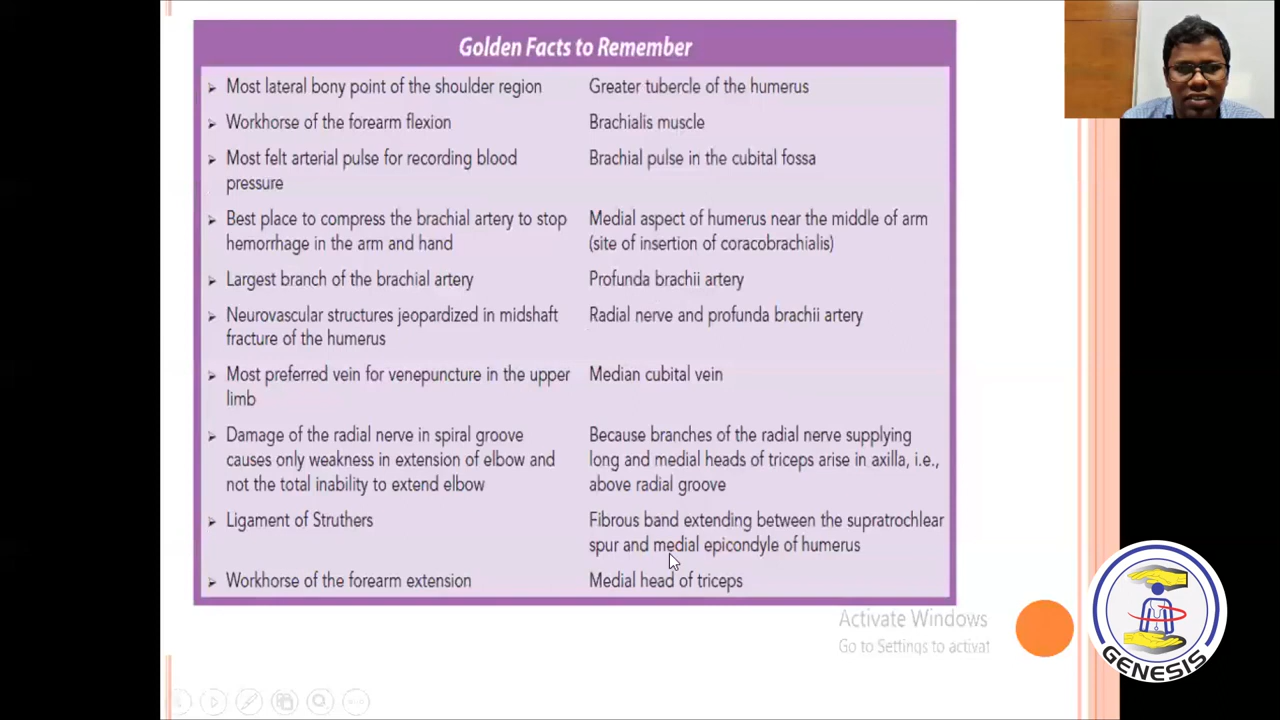 Golden Facts to Remember
➢ Most lateral bony point of the shoulder region
Greater tubercle of the humerus
➢ Workhorse of the forearm flexion
Brachialis muscle
➢ Most felt arterial pulse for recording blood
pressure
Brachial pulse in the cubital fossa
➢ Best place to compress the brachial artery to stop
hemorrhage in the arm and hand
Medial aspect of humerus near the middle of arm
(site of insertion of coracobrachialis)
➢ Largest branch of the brachial artery
Profunda brachii artery
➢ Neurovascular structures jeopardized in midshaft
fracture of the humerus
Radial nerve and profunda brachii artery
➢ Most preferred vein for venepuncture in the upper
limb
Median cubital vein
➢ Damage of the radial nerve in spiral groove
causes only weakness in extension of elbow and
not the total inability to extend elbow
Because branches of the radial nerve supplying
long and medial heads of triceps arise in axilla, i.e.,
above radial groove
➢ Ligament of Struthers
Fibrous band extending between the supratrochlear
spur and medial epicondyle of humerus
➢ Workhorse of the forearm extension
Medial head of triceps
Activate Windows
Go to Settings to activat
GENESIS